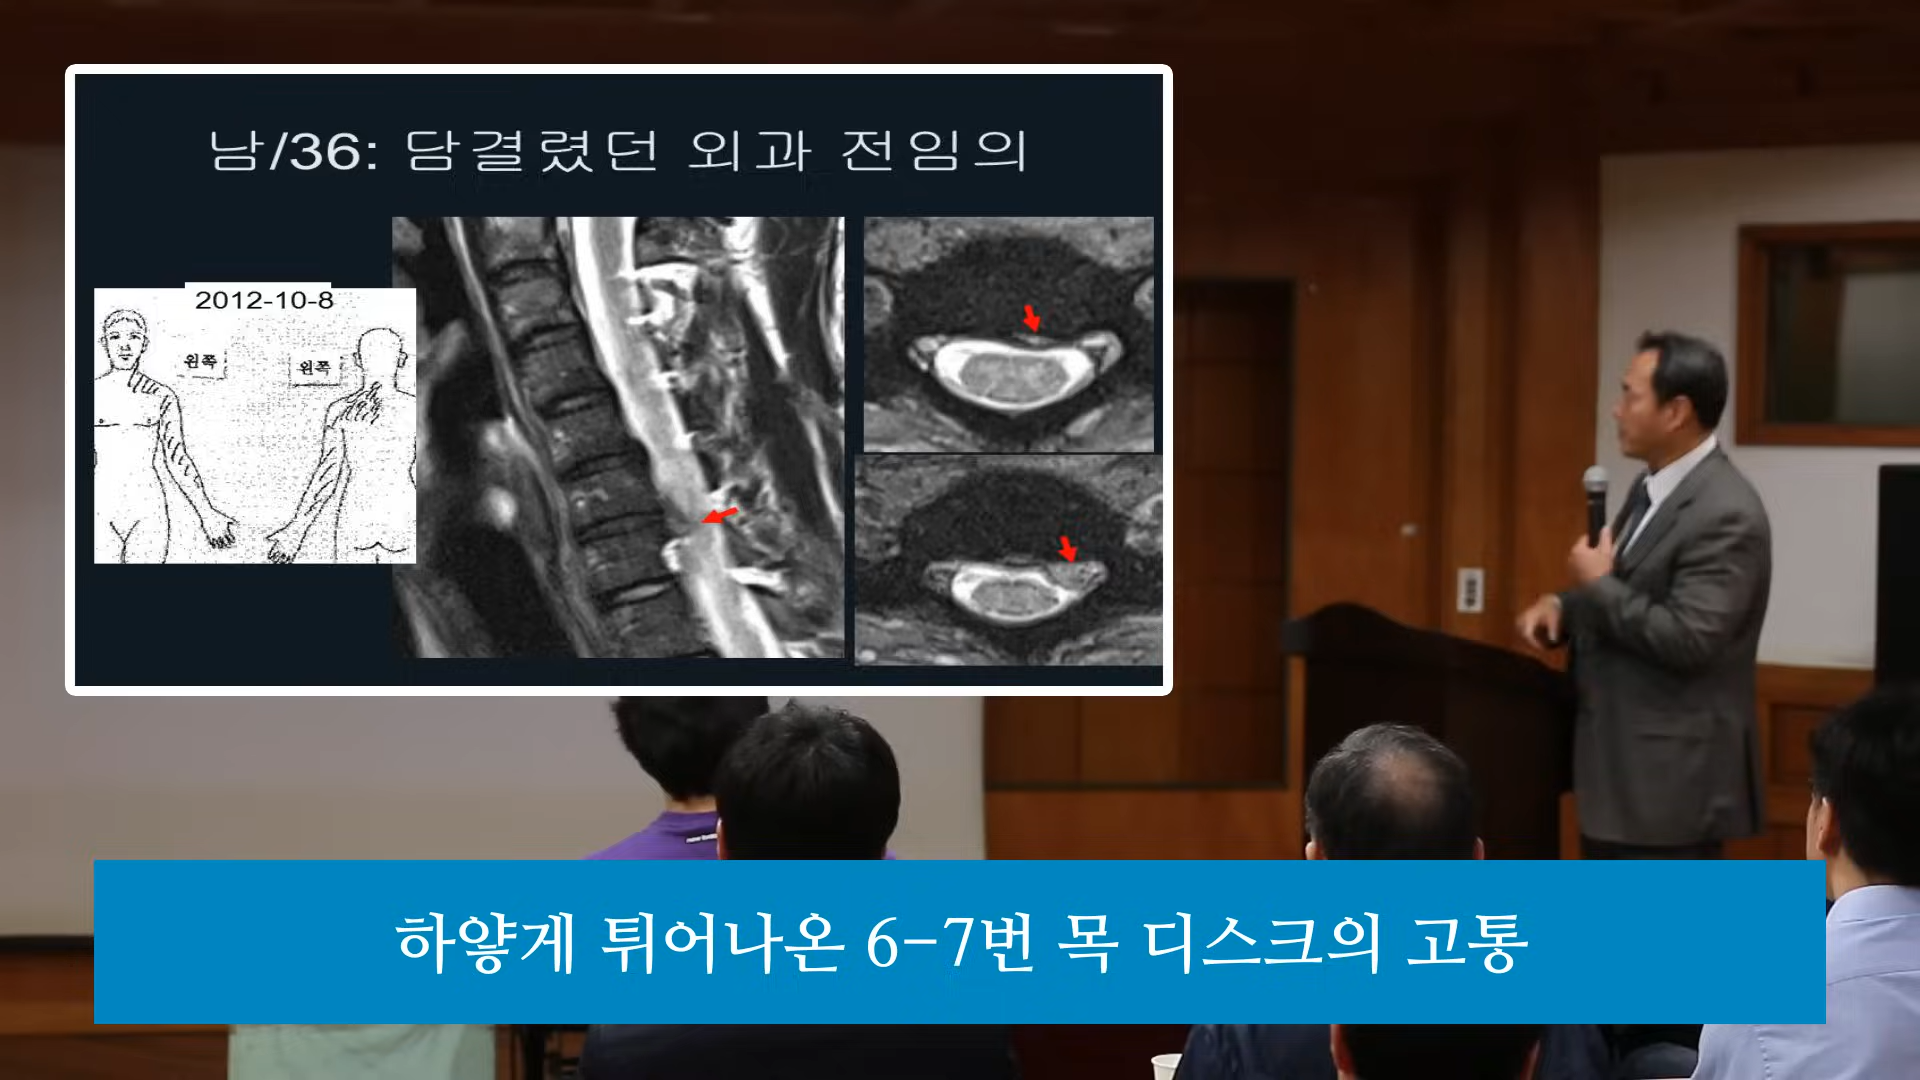 남/36: 담결렸던 외과 전임의
2012-10-8
왼쪽
왼쪽
하얗게 튀어나온 6-7번 목 디스크의 고통